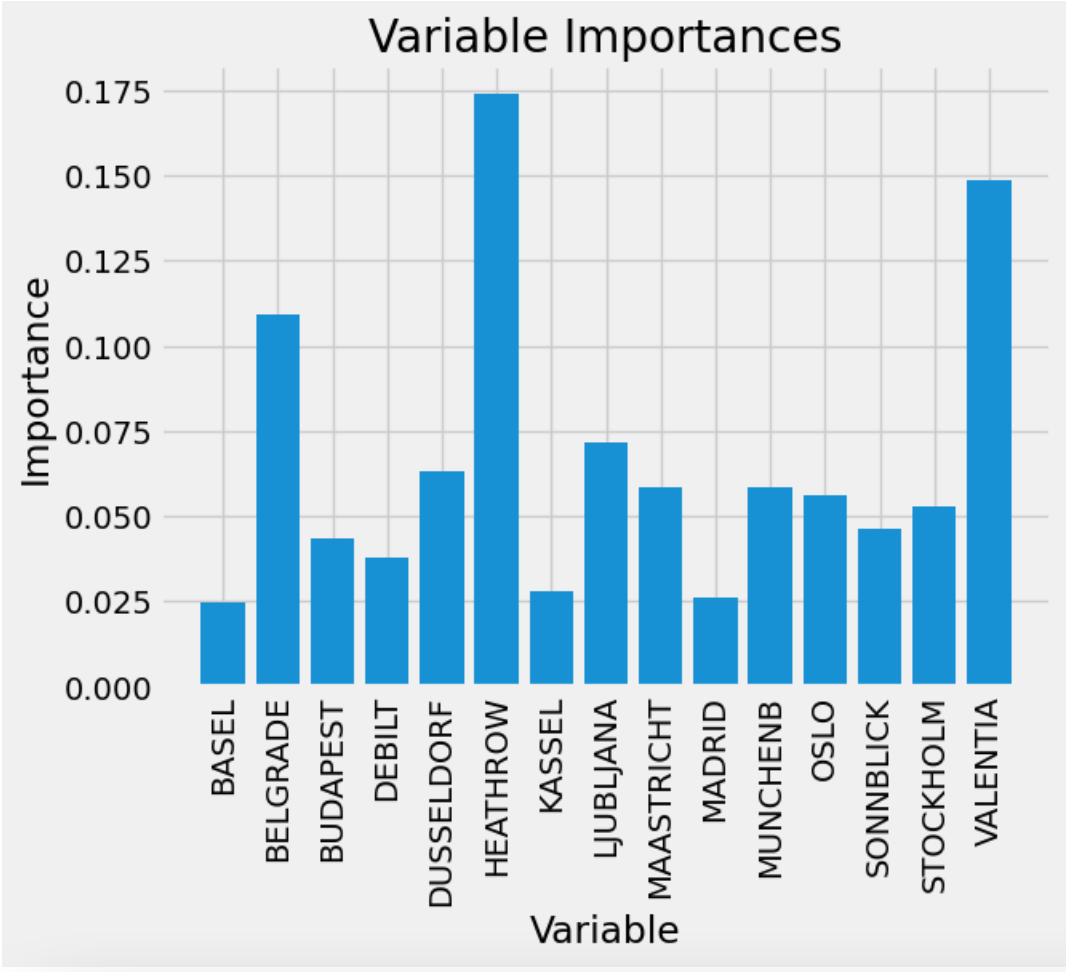 Variable Importances
Importance
0.175
0.150
0.125
0.100
0.075
0.050
0.025
0.000
BASEL
BELGRADE
BUDAPEST
DEBILT
DUSSELDORF
HEATHROW
KASSEL
LJUBLJANA
MAASTRICHT
MADRID
MUNCHENB
OSLO
SONNBLICK
STOCKHOLM
VALENTIA
Variable